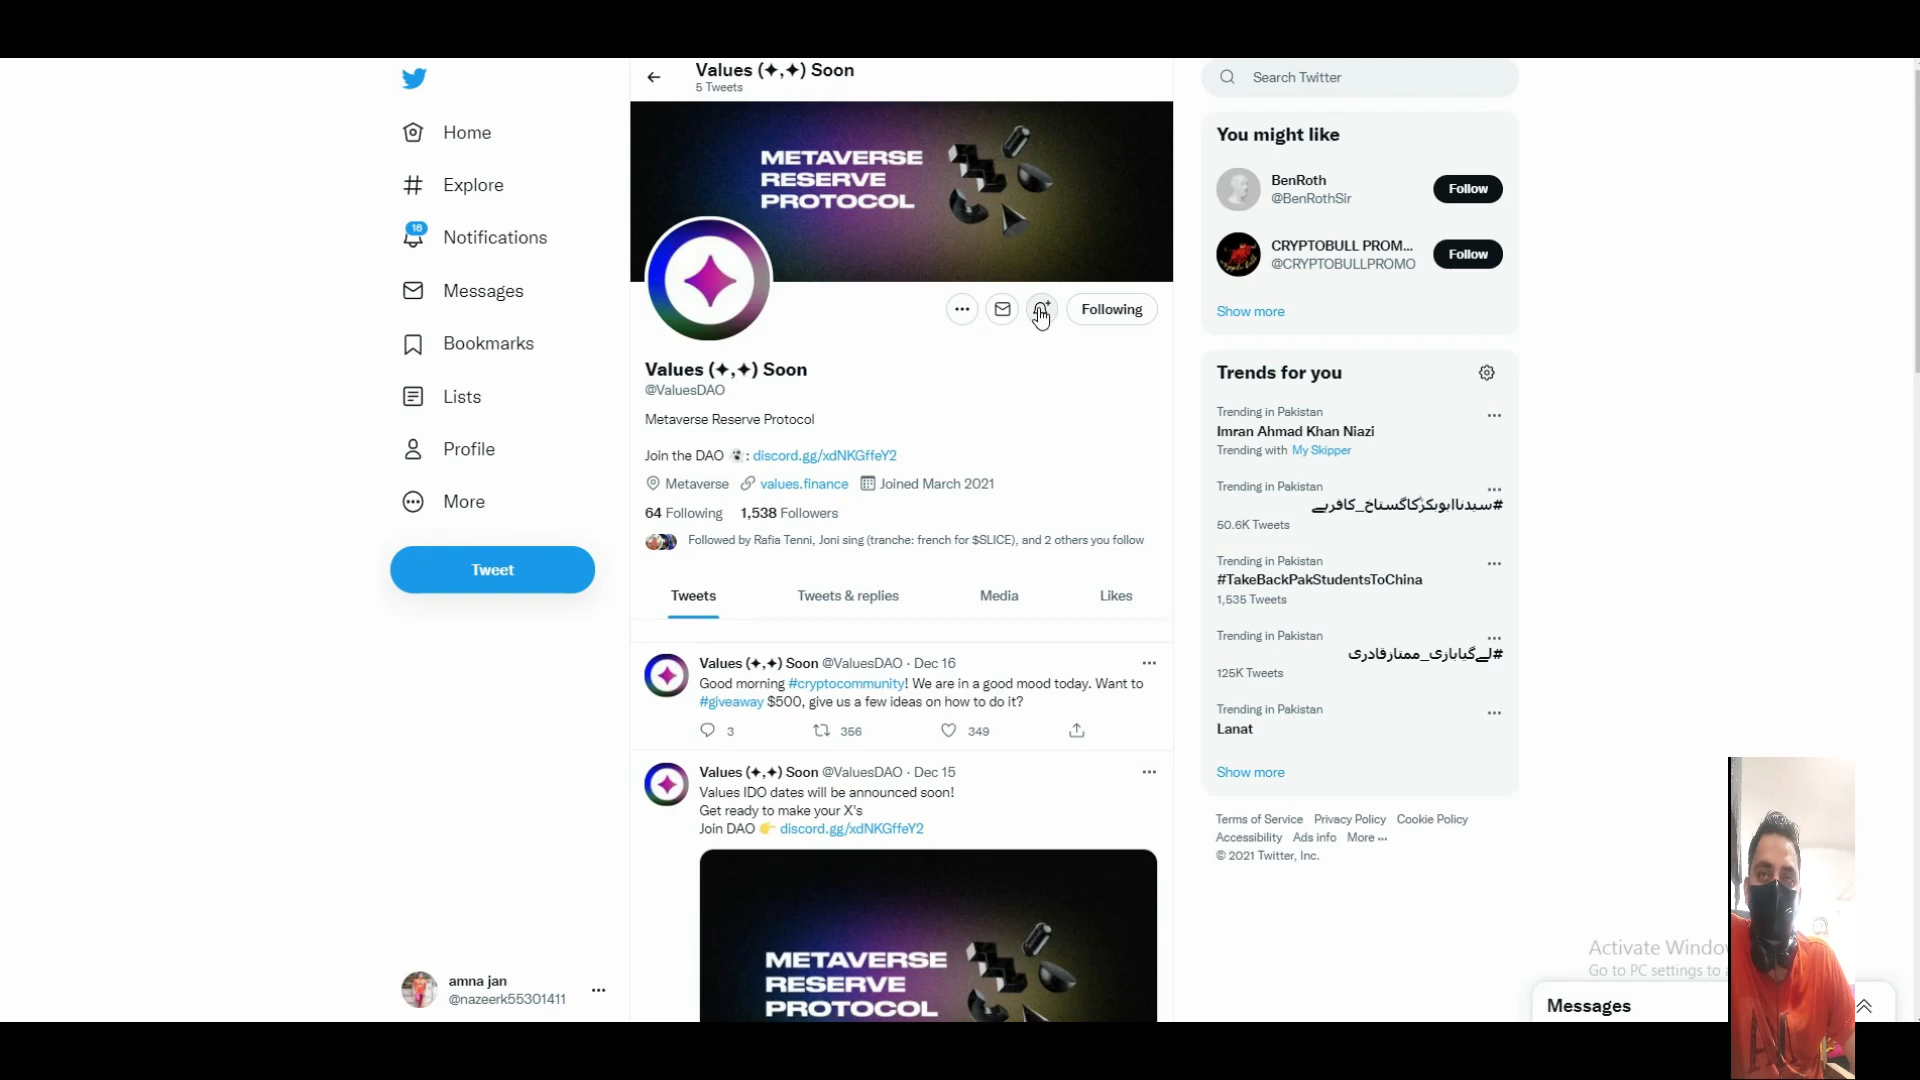 Values (✦,✦) Soon
5 Tweets
Home
Explore
16
Notifications
Messages
Bookmarks
Lists
Profile
More
Tweet
amna jan
@nazeerk55301411
METAVERSE
RESERVE
PROTOCOL
Following
Values (✦,✦) Soon
@ValuesDAO
Metaverse Reserve Protocol
Join the DAO : discord.gg/xdNKGffeY2
Metaverse values.finance Joined March 2021
64 Following 1,538 Followers
Followed by Rafia Tenni, Joni sing (tranche: french for $SLICE), and 2 others you follow
Tweets Tweets & replies Media Likes
Values (✦,✦) Soon @ValuesDAO · Dec 16
Good morning #cryptocommunity! We are in a good mood today. Want to
#giveaway $500, give us a few ideas on how to do it?
3 356 349
Values (✦,✦) Soon @ValuesDAO · Dec 15
Values IDO dates will be announced soon!
Get ready to make your X's
Join DAO 👉 discord.gg/xdNKGffeY2
METAVERSE
RESERVE
PROTOCOL
Search Twitter
You might like
BenRoth
@BenRothSir
Follow
CRYPTOBULL PROM...
@CRYPTOBULLPROMO
Follow
Show more
Trends for you
Trending in Pakistan
Imran Ahmad Khan Niazi
Trending with My Skipper
Trending in Pakistan
#سیدناابوبکرؓکاگستاخ_کافرہے
50.6K Tweets
Trending in Pakistan
#TakeBackPakStudentsToChina
1,535 Tweets
Trending in Pakistan
#لےگیابازی_ممتازقادری
125K Tweets
Trending in Pakistan
Lanat
Show more
Terms of Service Privacy Policy Cookie Policy
Accessibility Ads info More ...
© 2021 Twitter, Inc.
Activate
Go to PC settings to
Messages